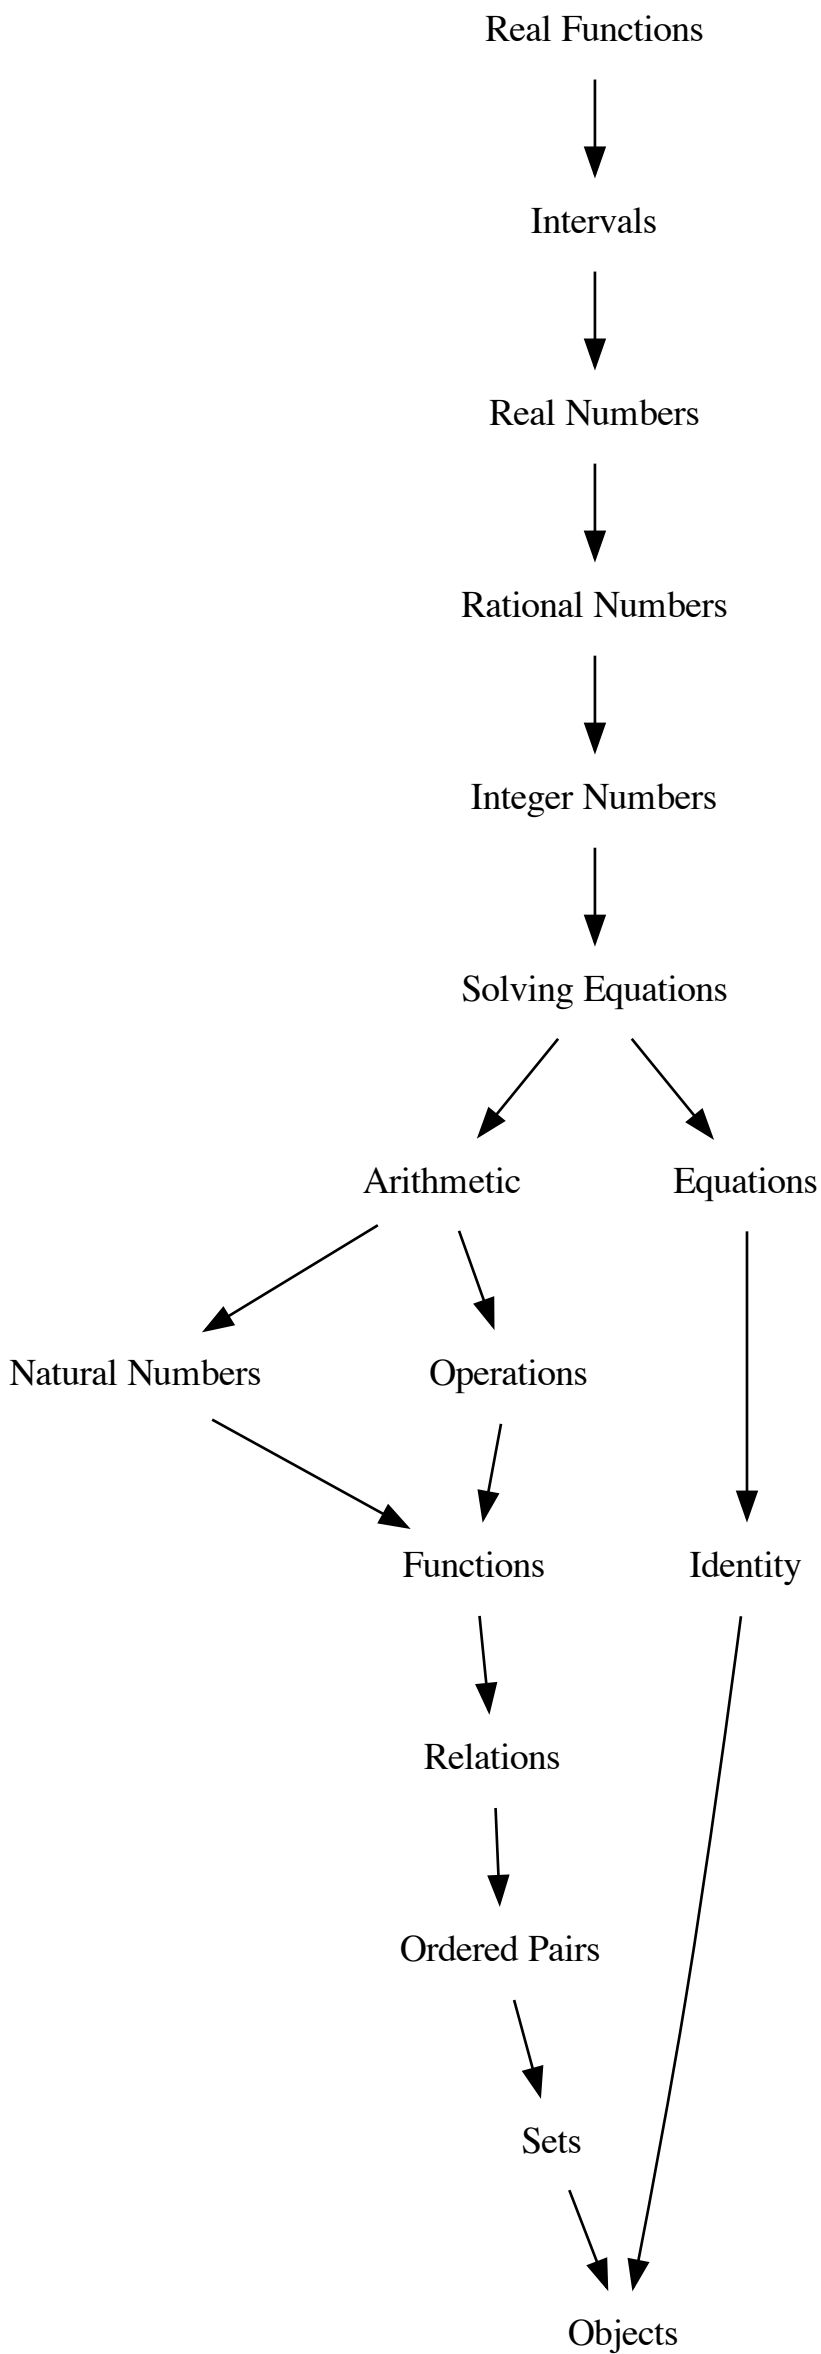 Real Functions
Intervals
Real Numbers
Rational Numbers
Integer Numbers
Solving Equations
Arithmetic
Equations
Natural Numbers
Operations
Functions
Identity
Relations
Ordered Pairs
Sets
Objects